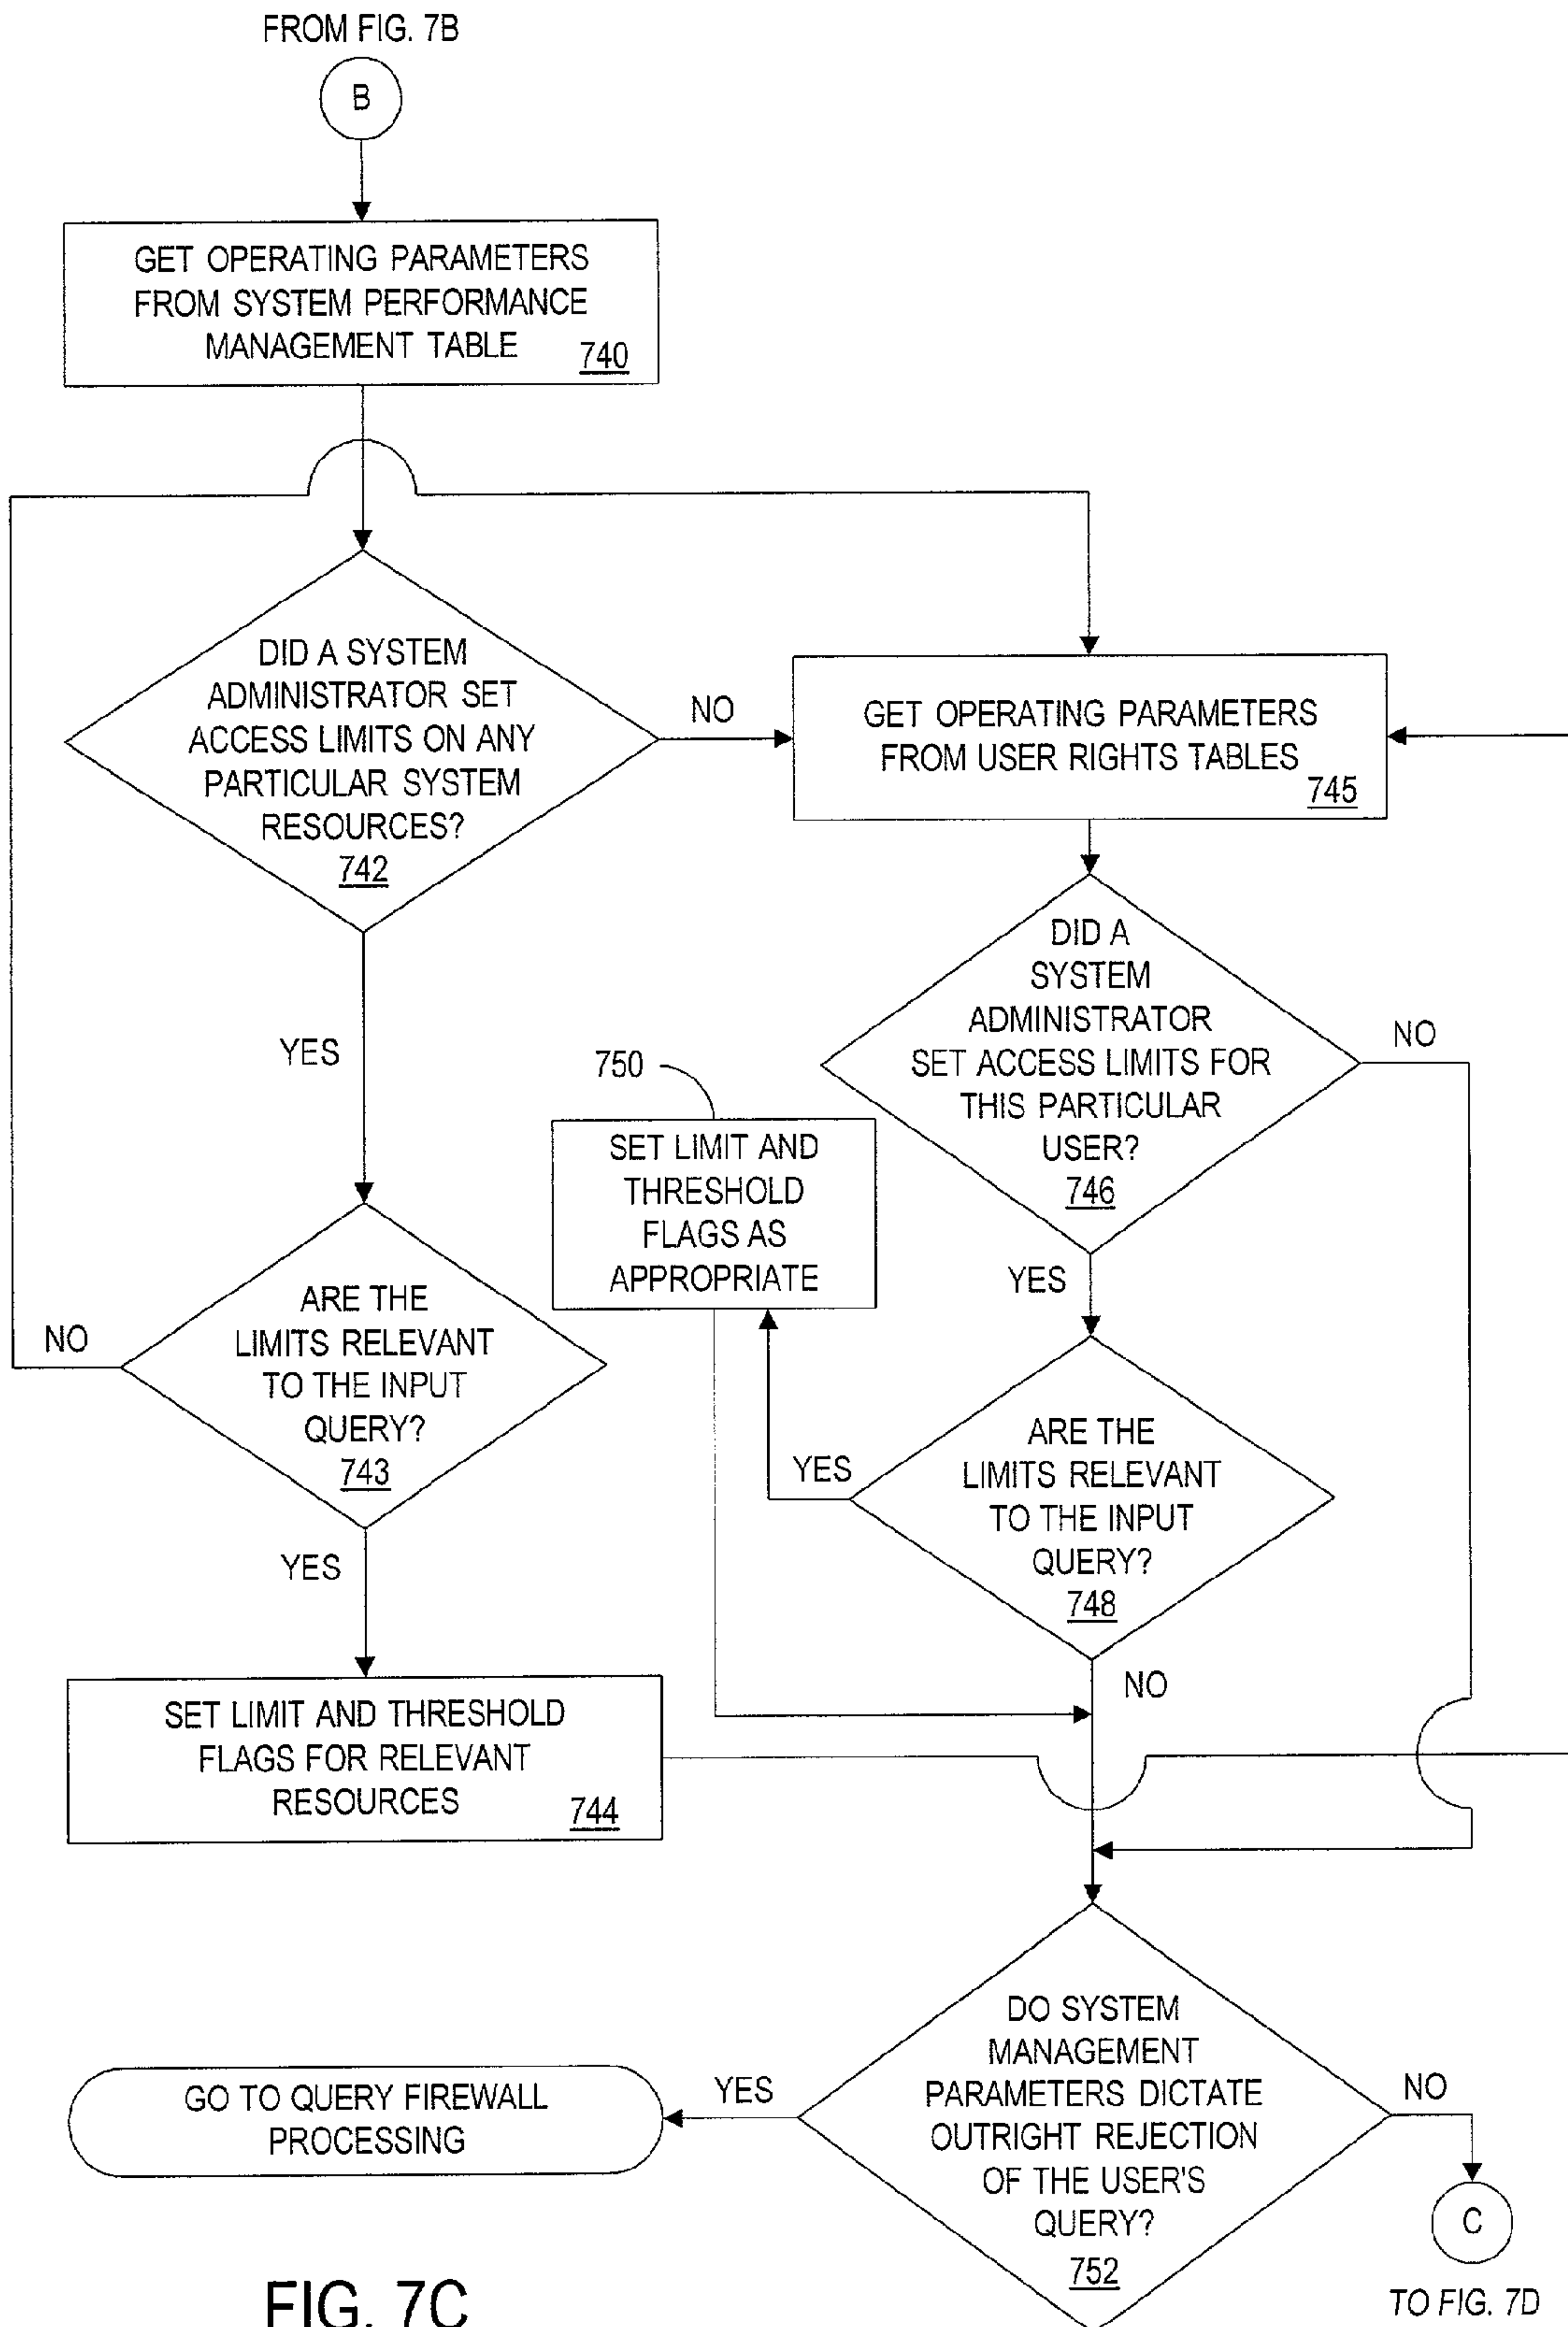 FROM FIG. 7B
B
GET OPERATING PARAMETERS
FROM SYSTEM PERFORMANCE
MANAGEMENT TABLE
740
DID A SYSTEM
ADMINISTRATOR SET
ACCESS LIMITS ON ANY
PARTICULAR SYSTEM
RESOURCES?
742
NO
GET OPERATING PARAMETERS
FROM USER RIGHTS TABLES
745
YES
DID A
SYSTEM
ADMINISTRATOR
SET ACCESS LIMITS FOR
THIS PARTICULAR
USER?
746
NO
YES
750
SET LIMIT AND
THRESHOLD
FLAGS AS
APPROPRIATE
ARE THE
LIMITS RELEVANT
TO THE INPUT
QUERY?
743
NO
YES
ARE THE
LIMITS RELEVANT
TO THE INPUT
QUERY?
748
YES
NO
SET LIMIT AND THRESHOLD
FLAGS FOR RELEVANT
RESOURCES
744
DO SYSTEM
MANAGEMENT
PARAMETERS DICTATE
OUTRIGHT REJECTION
OF THE USER'S
QUERY?
752
YES
GO TO QUERY FIREWALL
PROCESSING
NO
C
TO FIG. 7D
FIG. 7C